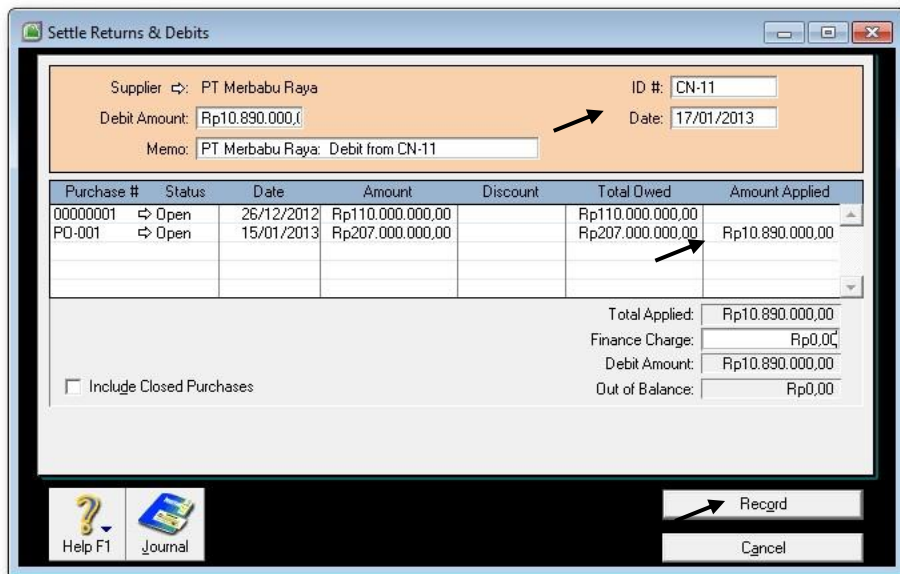 Settle Returns & Debits
Supplier ⇨: PT Merbabu Raya
ID #: CN-11
Debit Amount: Rp10.890.000,(
Date: 17/01/2013
Memo: PT Merbabu Raya: Debit from CN-11
Purchase # Status Date Amount Discount Total Owed Amount Applied
00000001 ⇨ Open 26/12/2012 Rp110.000.000,00 Rp110.000.000,00
PO-001 ⇨ Open 15/01/2013 Rp207.000.000,00 Rp207.000.000,00 Rp10.890.000,00
Total Applied: Rp10.890.000,00
Finance Charge: Rp0,00
Debit Amount: Rp10.890.000,00
Include Closed Purchases
Out of Balance: Rp0,00
Help F1
Journal
Record
Cancel